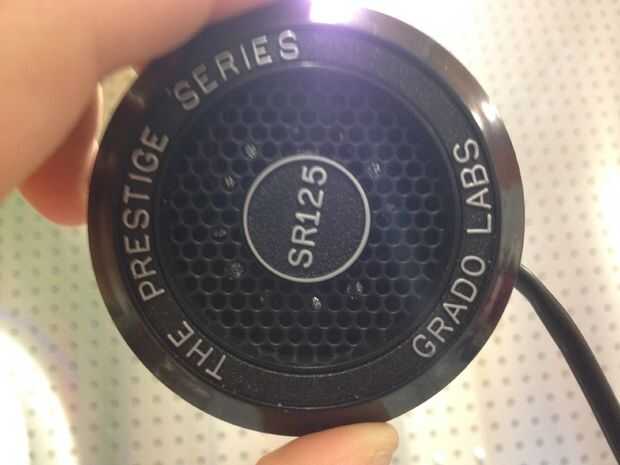 THE PRESTIGE SERIES
SR125
GRADO LABS